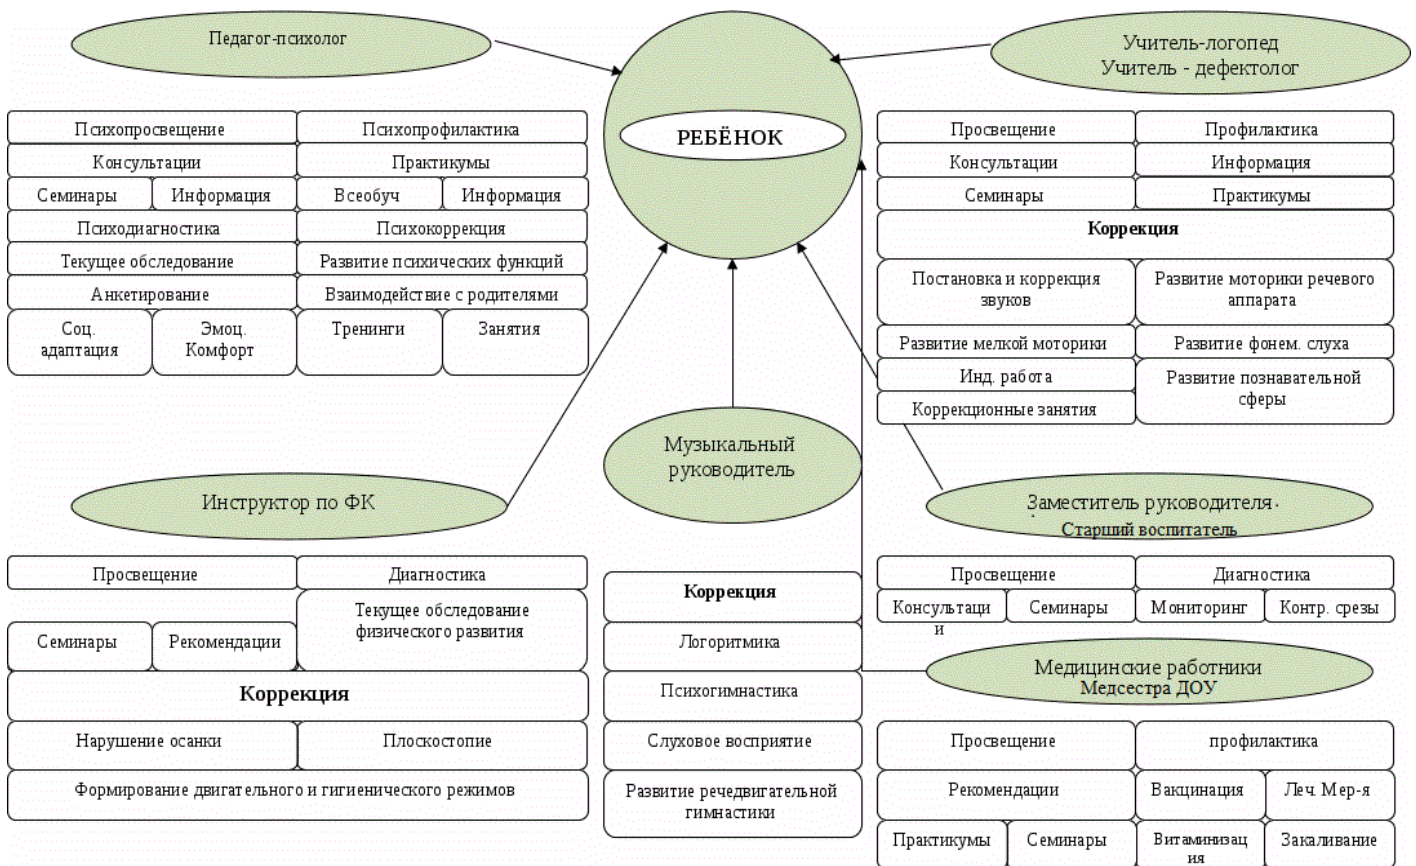 Педагог-психолог
Учитель-логопед
Учитель - дефектолог
РЕБЁНОК
Психопросвещение
Психопрофилактика
Консультации
Практикумы
Семинары
Информация
Всеобуч
Информация
Психодиагностика
Психокоррекция
Текущее обследование
Развитие психических функций
Анкетирование
Взаимодействие с родителями
Соц.
адаптация
Эмоц.
Комфорт
Тренинги
Занятия
Просвещение
Профилактика
Консультации
Информация
Семинары
Практикумы
Коррекция
Постановка и коррекция
звуков
Развитие моторики речевого
аппарата
Развитие мелкой моторики
Развитие фонем. слуха
Инд. работа
Развитие познавательной
сферы
Коррекционные занятия
Музыкальный
руководитель
Инструктор по ФК
Заместитель руководителя
Старший воспитатель
Просвещение
Диагностика
Текущее обследование
физического развития
Семинары
Рекомендации
Коррекция
Нарушение осанки
Плоскостопие
Формирование двигательного и гигиенического режимов
Коррекция
Логоритмика
Психогимнастика
Слуховое восприятие
Развитие речедвигательной
гимнастики
Просвещение
Диагностика
Консультаци
и
Семинары
Мониторинг
Контр. срезы
Медицинские работники
Медсестра ДОУ
Просвещение
профилактика
Рекомендации
Вакцинация
Леч. Мер-я
Практикумы
Семинары
Витаминизац
ия
Закаливание